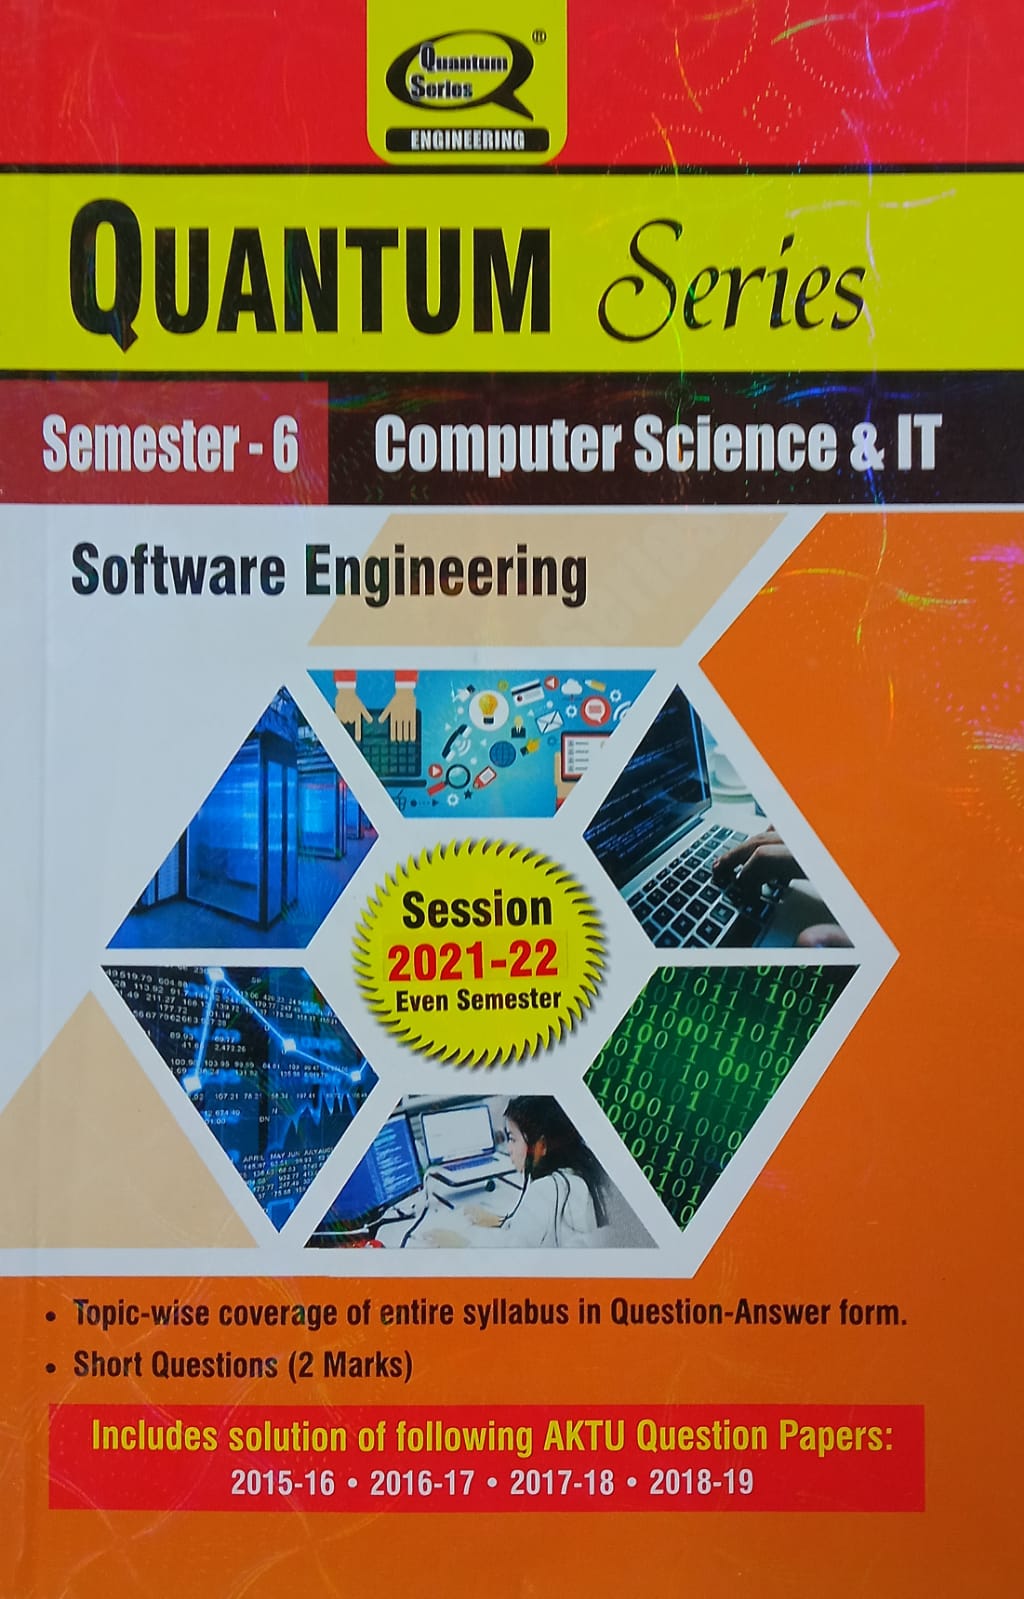 Quantum
Series
®
ENGINEERING
QUANTUM Series
Semester - 6 Computer Science & IT
Software Engineering
Session
2021-22
Even Semester
• Topic-wise coverage of entire syllabus in Question-Answer form.
• Short Questions (2 Marks)
Includes solution of following AKTU Question Papers:
2015-16 • 2016-17 • 2017-18 • 2018-19